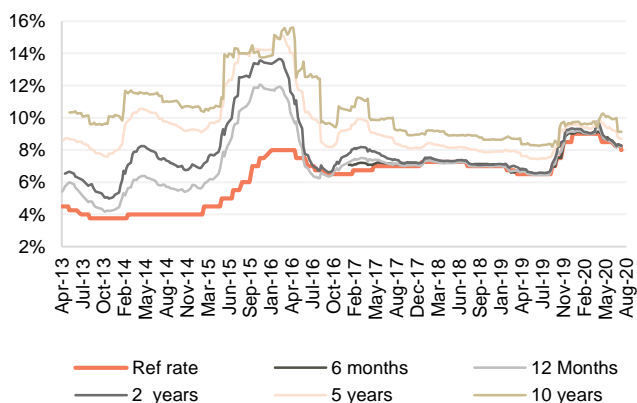 16%
14%
12%
10%
8%
6%
4%
2%
Apr-13
Jul-13
Oct-13
Feb-14
May-14
Aug-14
Nov-14
Mar-15
Jun-15
Sep-15
Jan-16
Apr-16
Jul-16
Oct-16
Feb-17
May-17
Aug-17
Dec-17
Mar-18
Jun-18
Sep-18
Jan-19
Apr-19
Jul-19
Nov-19
Feb-20
May-20
Aug-20
Ref rate
6 months
12 Months
2 years
5 years
10 years